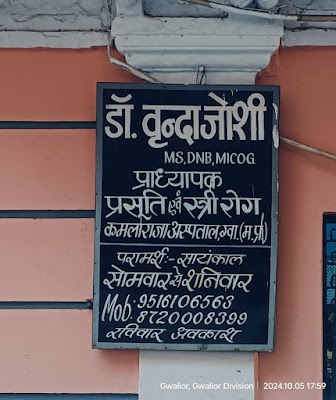 डॉ. वृन्दा जोशी
MS, DNB, MICOG
प्राध्यापक
प्रसूति एवं स्त्री रोग
कमलाराजा अस्पताल ग्वा. (म.प्र.)
परामर्श:- सायंकाल
सोमवार से शनिवार
Mob. 9516106563
8720008399
रविवार अवकाश
Gwalior, Gwalior Division | 2024.10.05 17:59